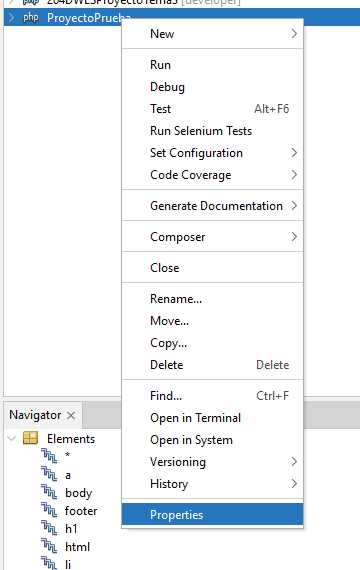 204DWESProyectoTema3 [developer]
php ProyectoPrueba
New
Run
Debug
Test Alt+F6
Run Selenium Tests
Set Configuration
Code Coverage
Generate Documentation
Composer
Close
Rename...
Move...
Copy...
Delete Delete
Find... Ctrl+F
Open in Terminal
Open in System
Versioning
History
Properties
Navigator
Elements
*
a
body
footer
h1
html
li